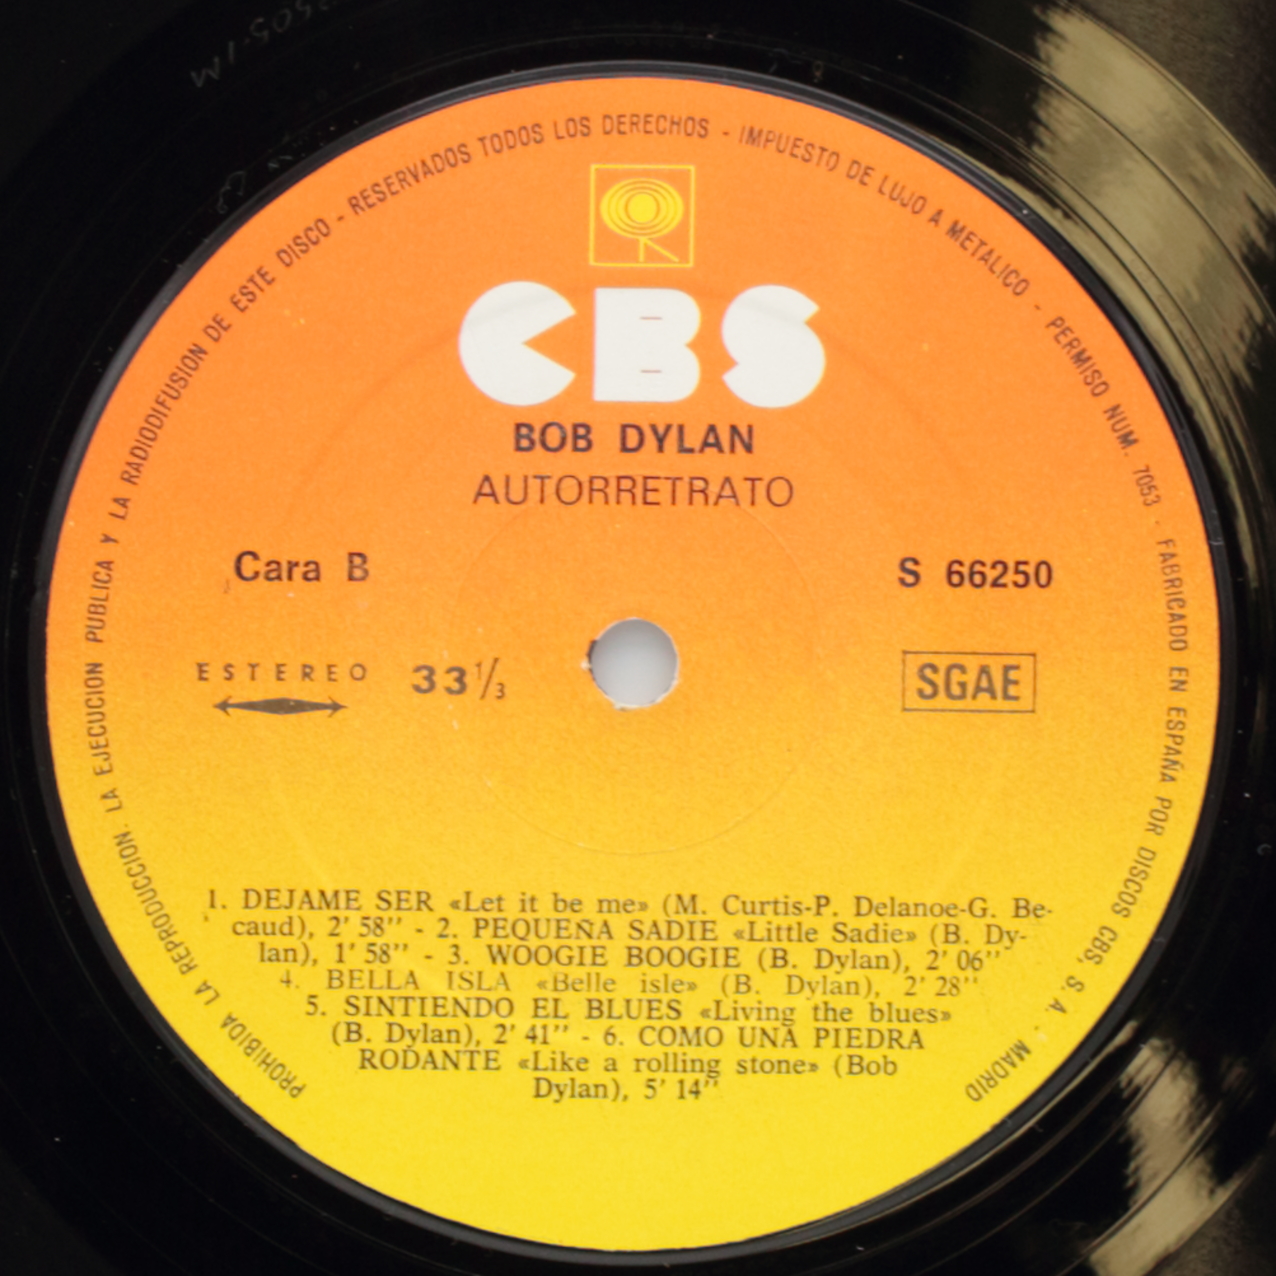 PROHIBIDA LA REPRODUCCION. LA EJECUCION PUBLICA Y LA RADIODIFUSION DE ESTE DISCO - RESERVADOS TODOS LOS DERECHOS - IMPUESTO DE LUJO A METALICO - PERMISO NUM. 7053 . FABRICADO EN ESPAÑA POR DISCOS CBS, S. A. . MADRID
CBS
BOB DYLAN
AUTORRETRATO
Cara B
S 66250
ESTEREO
33 1/3
SGAE
1. DEJAME SER «Let it be me» (M. Curtis-P. Delanoe-G. Be-
caud), 2’ 58’’ - 2. PEQUEÑA SADIE «Little Sadie» (B. Dy-
lan), 1’ 58’’ - 3. WOOGIE BOOGIE (B. Dylan), 2’ 06’’
4. BELLA ISLA «Belle isle» (B. Dylan), 2’ 28’’
5. SINTIENDO EL BLUES «Living the blues»
(B. Dylan), 2’ 41’’ - 6. COMO UNA PIEDRA
RODANTE «Like a rolling stone» (Bob
Dylan), 5’ 14’’